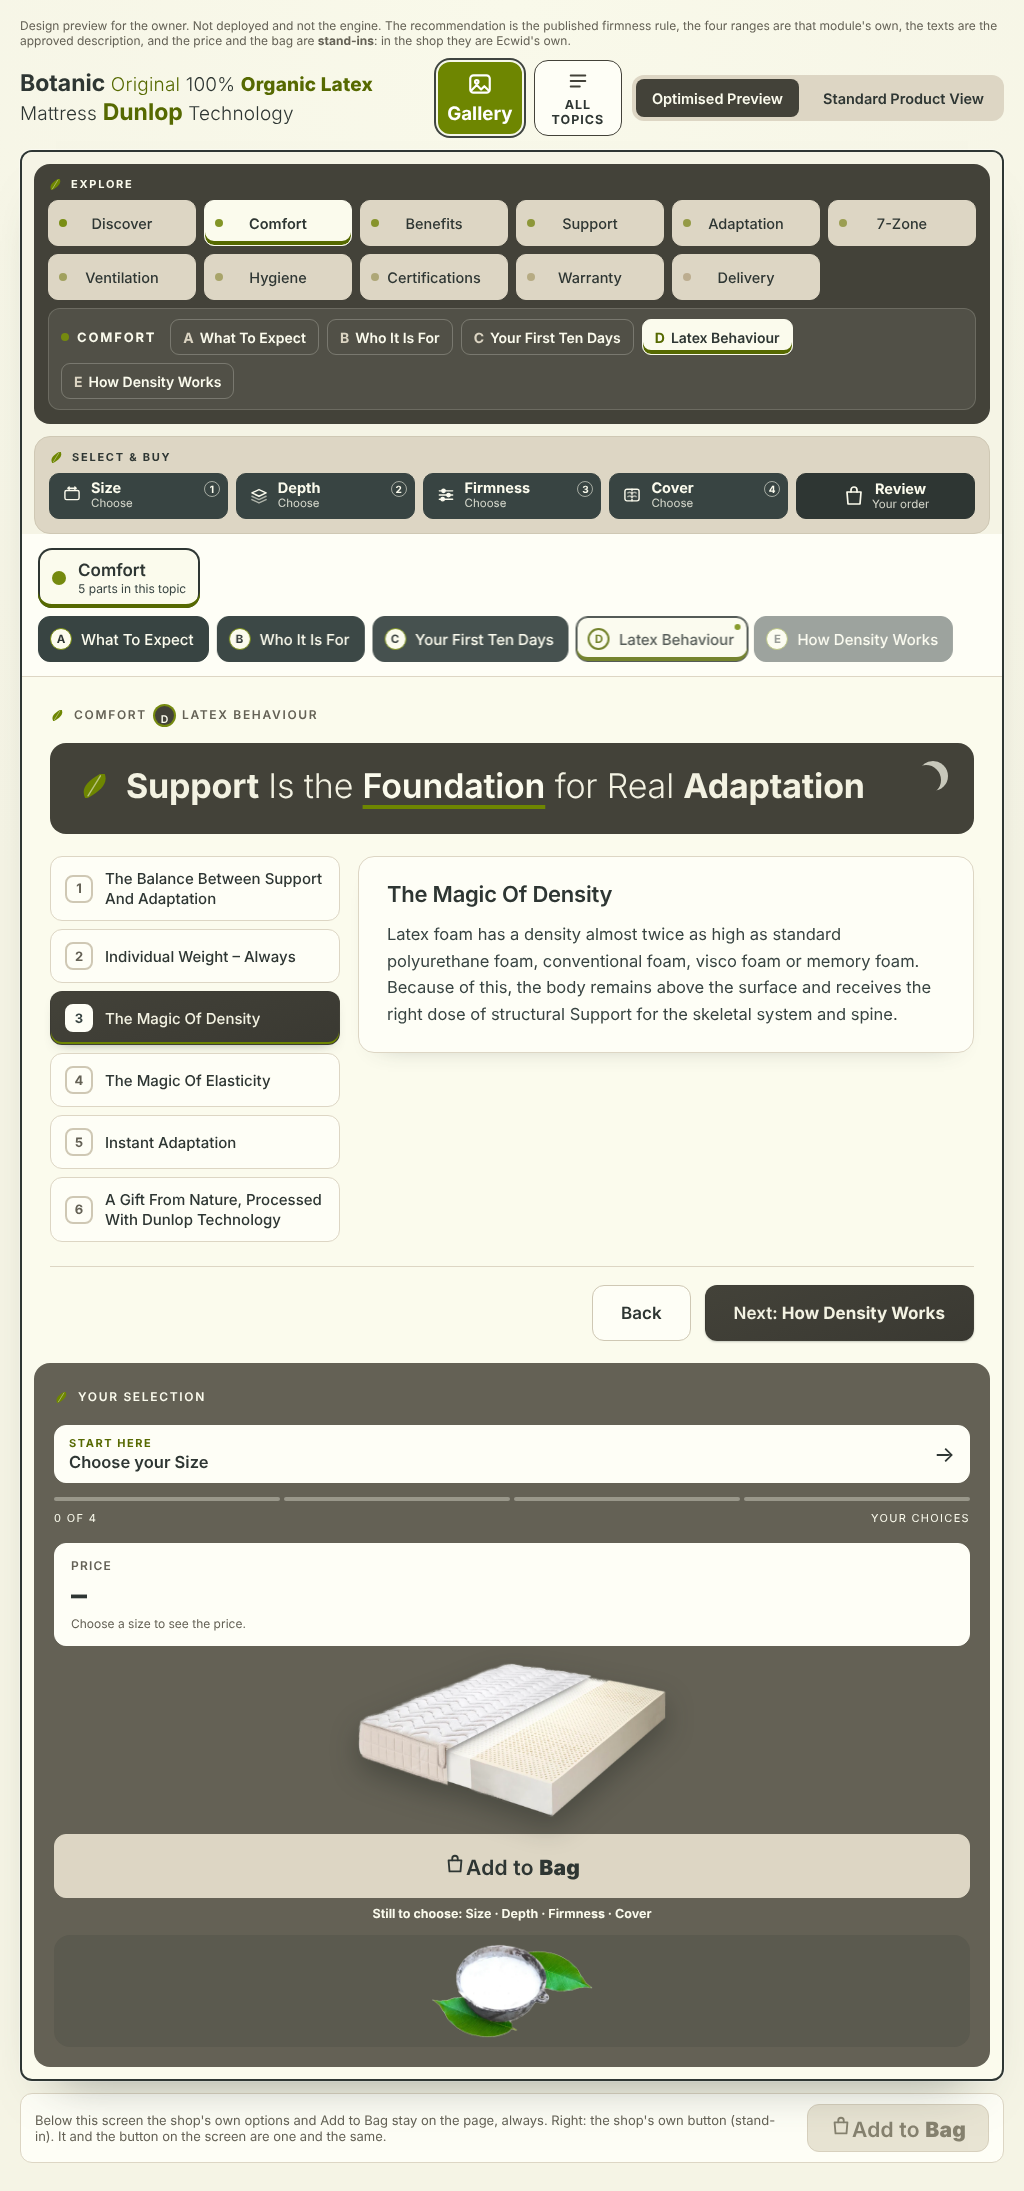 Design preview for the owner. Not deployed and not the engine. The recommendation is the published firmness rule, the four ranges are that module's own, the texts are the
approved description, and the price and the bag are stand-ins: in the shop they are Ecwid's own.
Botanic Original 100% Organic Latex
Mattress Dunlop Technology
Gallery
ALL
TOPICS
Optimised Preview
Standard Product View
EXPLORE
Discover
Comfort
Benefits
Support
Adaptation
7-Zone
Ventilation
Hygiene
Certifications
Warranty
Delivery
COMFORT
A What To Expect
B Who It Is For
C Your First Ten Days
D Latex Behaviour
E How Density Works
SELECT & BUY
Size
Choose
1
Depth
Choose
2
Firmness
Choose
3
Cover
Choose
4
Review
Your order
Comfort
5 parts in this topic
A What To Expect
B Who It Is For
C Your First Ten Days
D Latex Behaviour
E How Density Works
COMFORT D LATEX BEHAVIOUR
Support Is the Foundation for Real Adaptation
1 The Balance Between Support
And Adaptation
2 Individual Weight – Always
3 The Magic Of Density
4 The Magic Of Elasticity
5 Instant Adaptation
6 A Gift From Nature, Processed
With Dunlop Technology
The Magic Of Density
Latex foam has a density almost twice as high as standard
polyurethane foam, conventional foam, visco foam or memory foam.
Because of this, the body remains above the surface and receives the
right dose of structural Support for the skeletal system and spine.
Back
Next: How Density Works
YOUR SELECTION
START HERE
Choose your Size
0 OF 4
YOUR CHOICES
PRICE
–
Choose a size to see the price.
Add to Bag
Still to choose: Size · Depth · Firmness · Cover
Below this screen the shop's own options and Add to Bag stay on the page, always. Right: the shop's own button (stand-
in). It and the button on the screen are one and the same.
Add to Bag